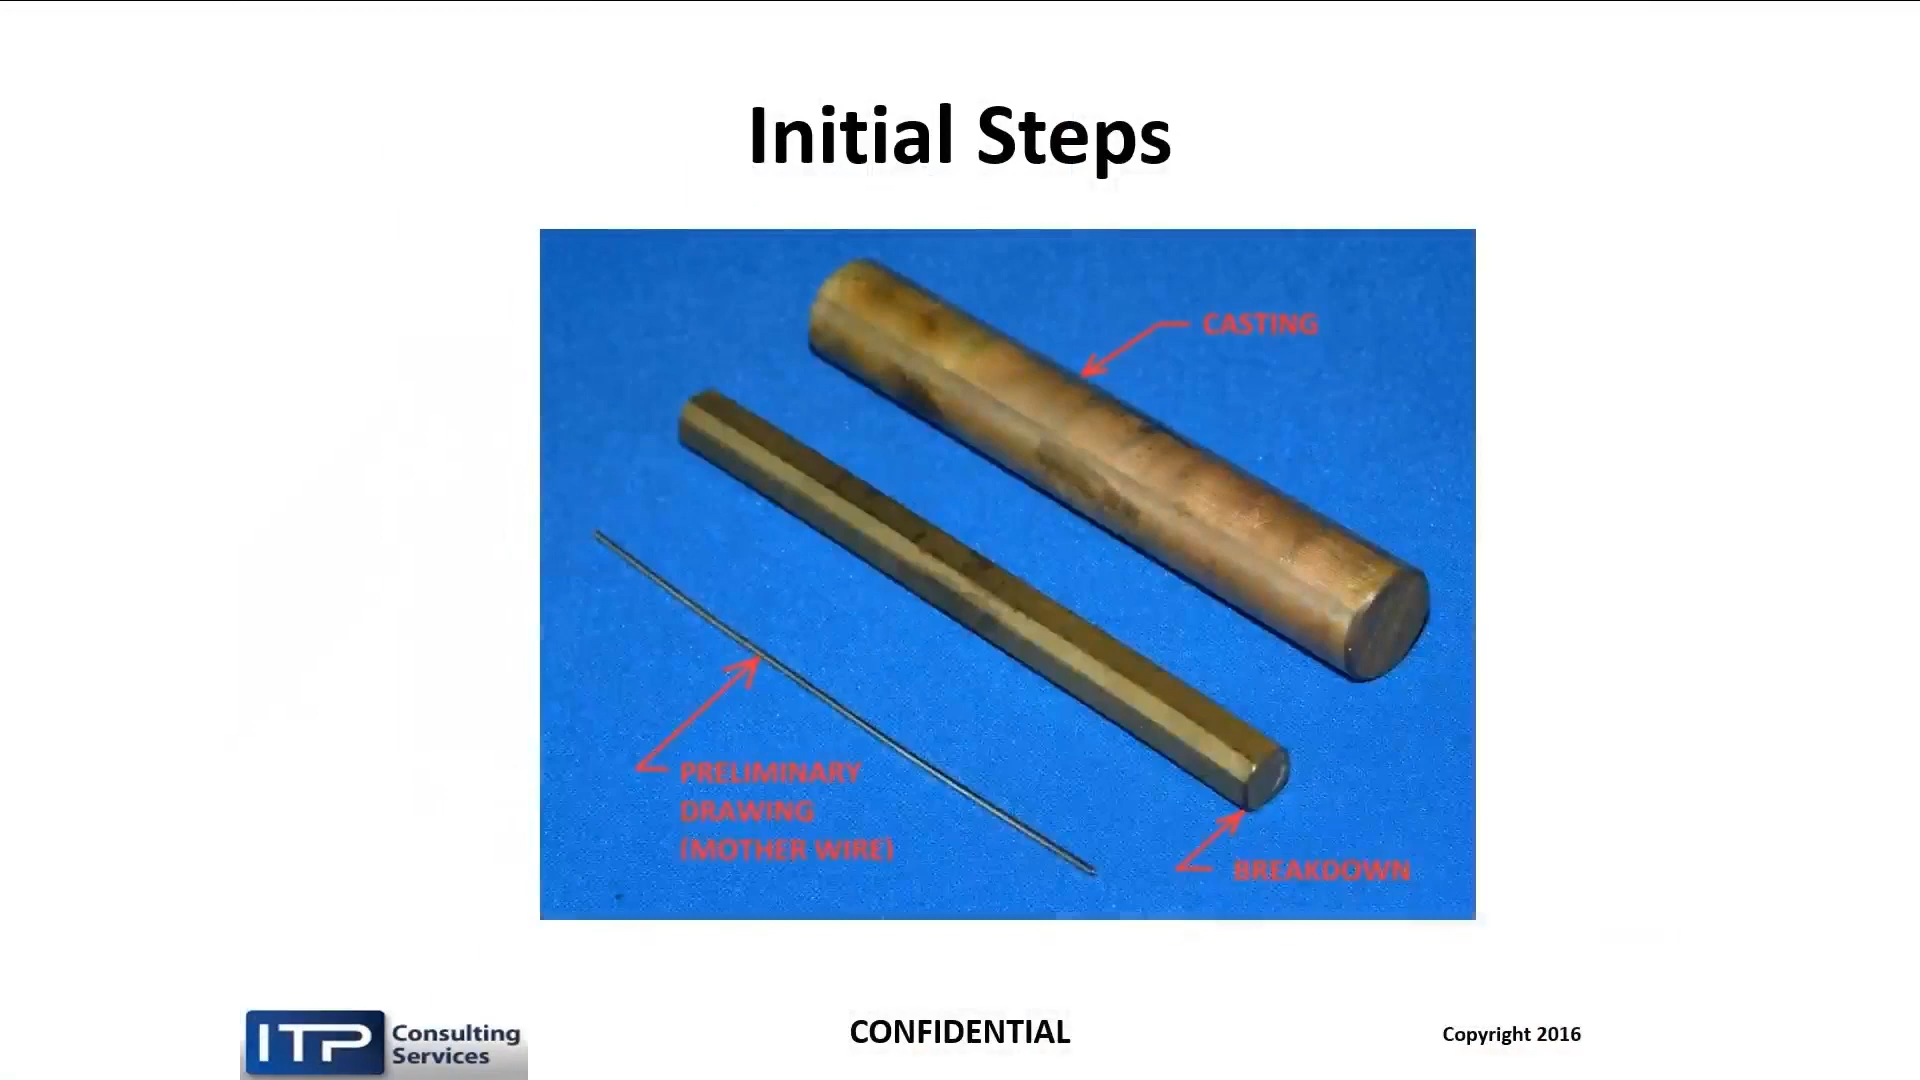 Initial Steps
CASTING
PRELIMINARY
DRAWING
(MOTHER WIRE)
BREAKDOWN
ITP Consulting
Services
CONFIDENTIAL
Copyright 2016